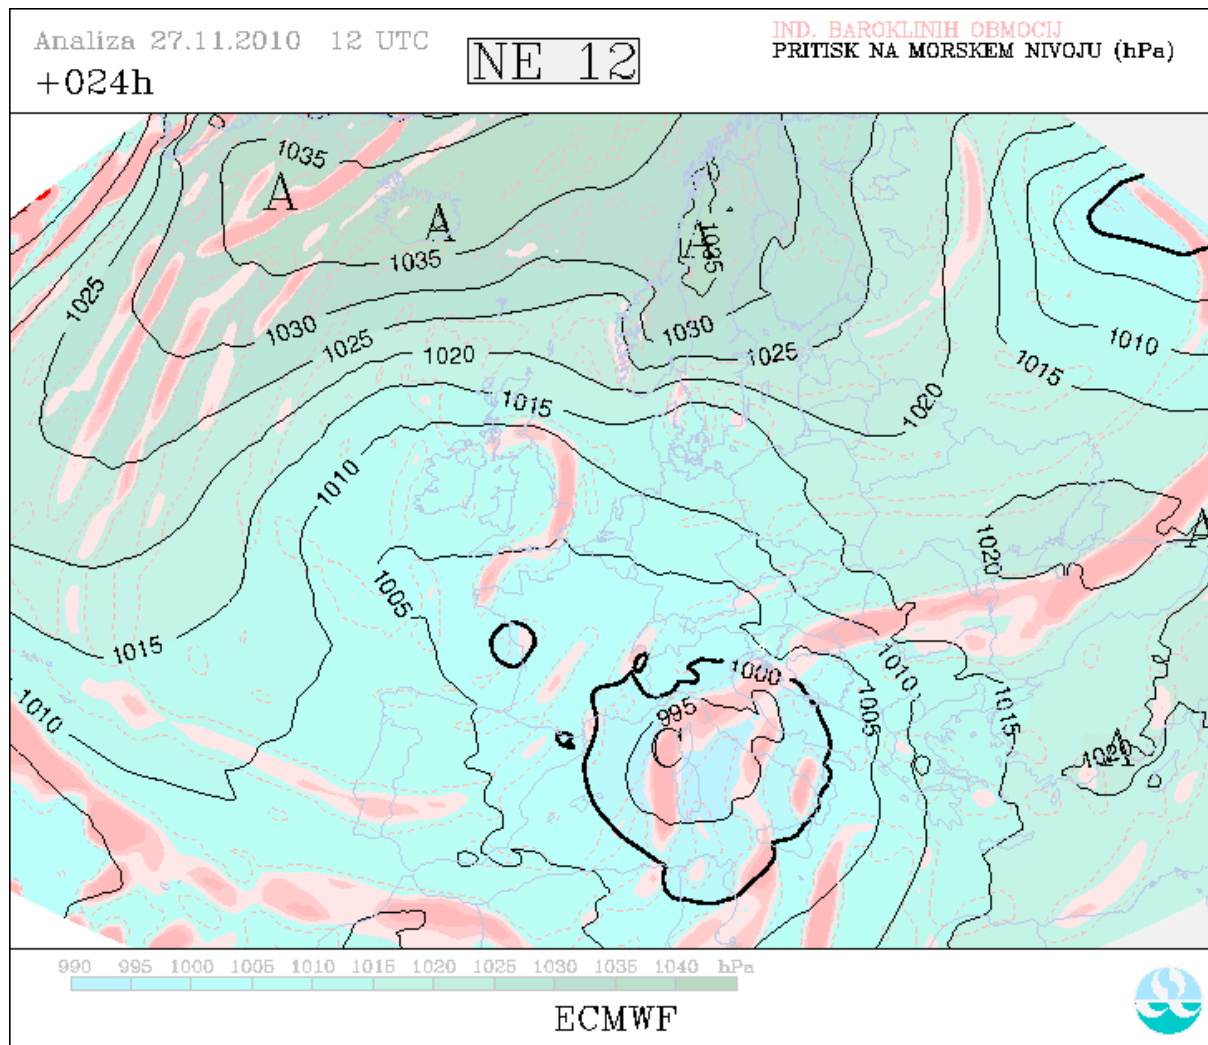 Analiza 27.11.2010 12 UTC
+024h
NE 12
IND. BAROKLINIH OBMOCIJ
PRITISK NA MORSKEM NIVOJU (hPa)
1035
A
A
1035
A
1035
1025
1030
1030
1025
1025
1020
1010
1015
1015
1020
1010
1020
A
1005
1015
1000
1010
1010
995
1005
1015
A
1020
990 995 1000 1005 1010 1015 1020 1025 1030 1035 1040 hPa
ECMWF